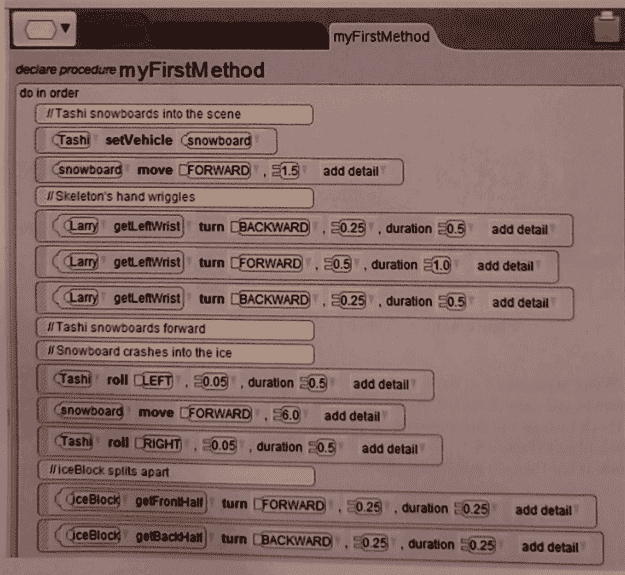 myFirstMethod
declare procedure myFirstMethod
do in order
//Tashi snowboards into the scene
Tashi setVehicle snowboard
snowboard move FORWARD , 1.5 add detail
//Skeleton's hand wriggles
Larry getLeftWrist turn BACKWARD , 0.25 , duration 0.5 add detail
Larry getLeftWrist turn FORWARD , 0.5 , duration 1.0 add detail
Larry getLeftWrist turn BACKWARD , 0.25 , duration 0.5 add detail
//Tashi snowboards forward
//Snowboard crashes into the ice
Tashi roll LEFT , 0.05 , duration 0.5 add detail
snowboard move FORWARD , 6.0 add detail
Tashi roll RIGHT , 0.05 , duration 0.5 add detail
//iceBlock splits apart
iceBlock getFrontHalf turn FORWARD , 0.25 , duration 0.25 add detail
iceBlock getBackHalf turn BACKWARD , 0.25 , duration 0.25 add detail